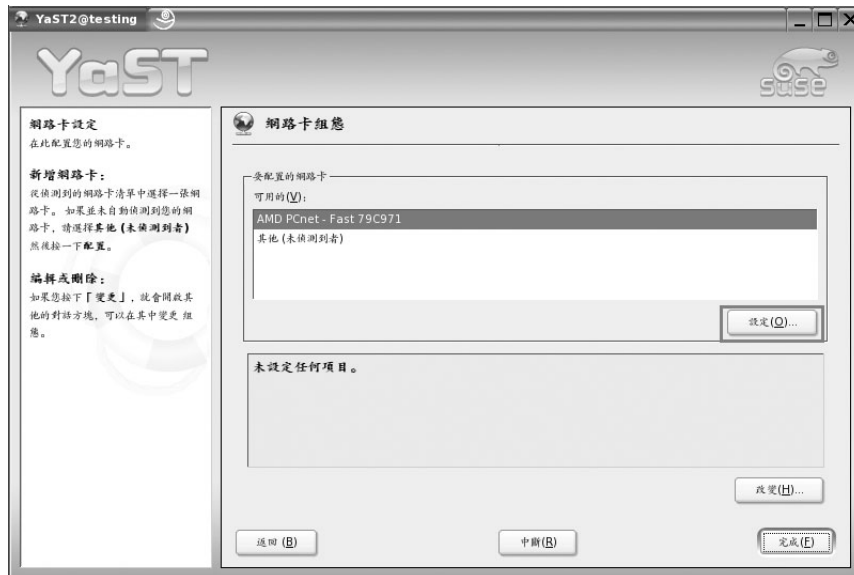 YaST2@testing
YaST
SUSE
網路卡設定
在此配置您的網路卡。
新增網路卡：
從偵測到的網路卡清單中選擇一張網
路卡。 如果並未自動偵測到您的網
路卡，請選擇其他 (未偵測到者)
然後按一下配置。
編輯或刪除：
如果您按下「變更」，就會開啟其
他的對話方塊，可以在其中變更 組
態。
網路卡組態
要配置的網路卡
可用的(V)：
AMD PCnet - Fast 79C971
其他 (未偵測到者)
設定(O)...
未設定任何項目。
改變(H)...
返回 (B)
中斷(R)
完成(F)